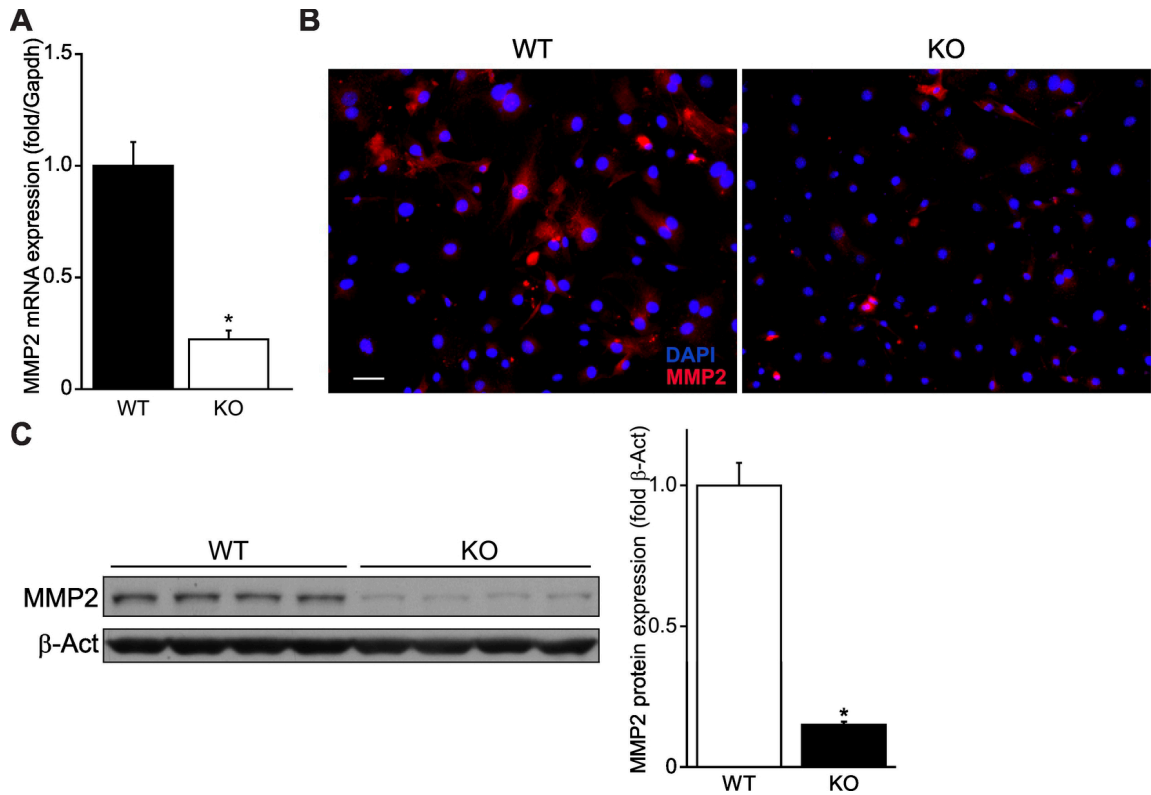 A
MMP2 mRNA expression (fold/Gapdh)
1.5
1.0
0.5
0
*
WT
KO
B
WT
KO
DAPI
MMP2
C
WT
KO
MMP2
β-Act
MMP2 protein expression (fold β-Act)
1.0
0.5
0
*
WT
KO